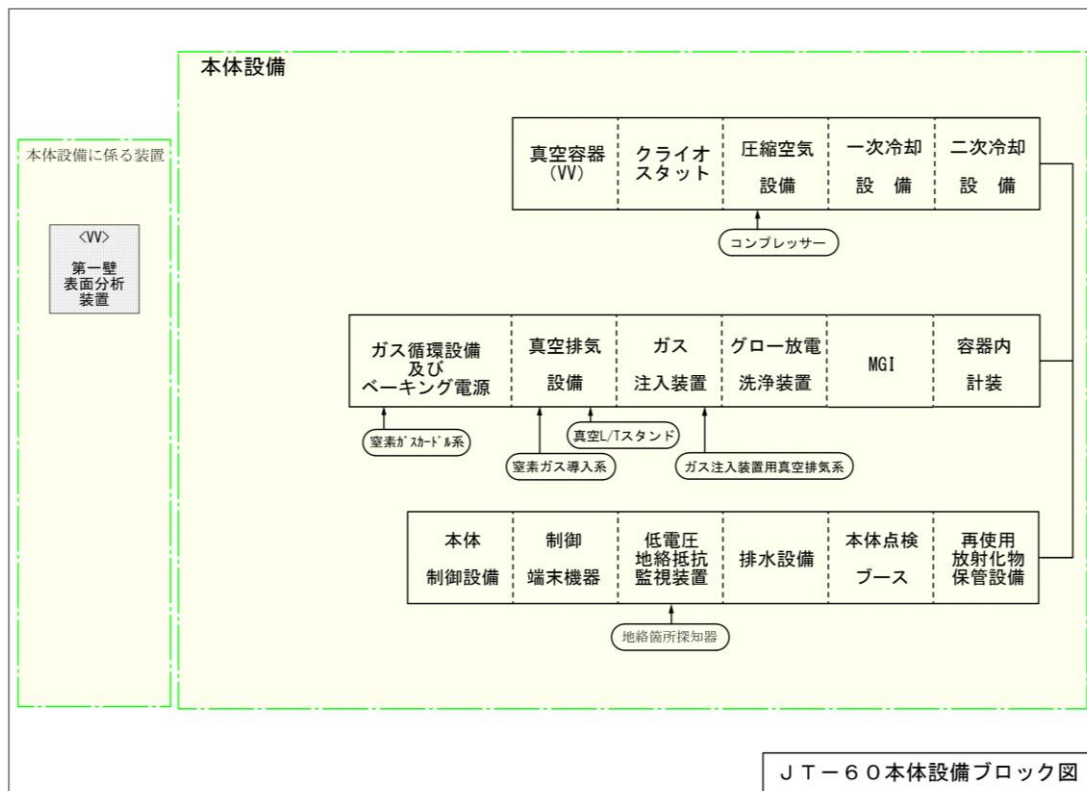 本体設備
本体設備に係る装置
<VV>
第一壁
表面分析
装置
真空容器
(VV)
クライオ
スタット
圧縮空気
設備
一次冷却
設　備
二次冷却
設　備
コンプレッサー
ガス循環設備
及び
ベーキング電源
真空排気
設備
ガス
注入装置
グロー放電
洗浄装置
MGI
容器内
計装
窒素ｶﾞｽｶｰﾄﾞﾙ系
窒素ガス導入系
真空L/Tスタンド
ガス注入装置用真空排気系
本体
制御設備
制御
端末機器
低電圧
地絡抵抗
監視装置
排水設備
本体点検
ブース
再使用
放射化物
保管設備
地絡箇所探知器
ＪＴ－６０本体設備ブロック図